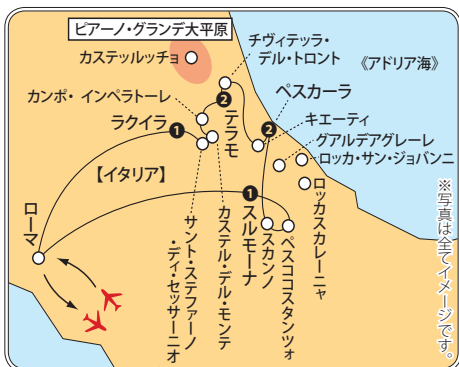 ピアーノ・グランデ大平原
カステッルッチョ
チヴィテッラ・
デル・トロント
《アドリア海》
カンポ・インペラトーレ
❷
ペスカーラ
ラクイラ
❶
テラモ
❷
キエーティ
グアルデアグレーレ
ロッカ・サン・ジョバンニ
【イタリア】
❶
スルモーナ
ロッカスカレーニャ
ローマ
サント・ステファーノ
・ディ・セッサーニオ
カステル・デル・モンテ
スカンノ
ペスココスタンツォ
※写真は全てイメージです。